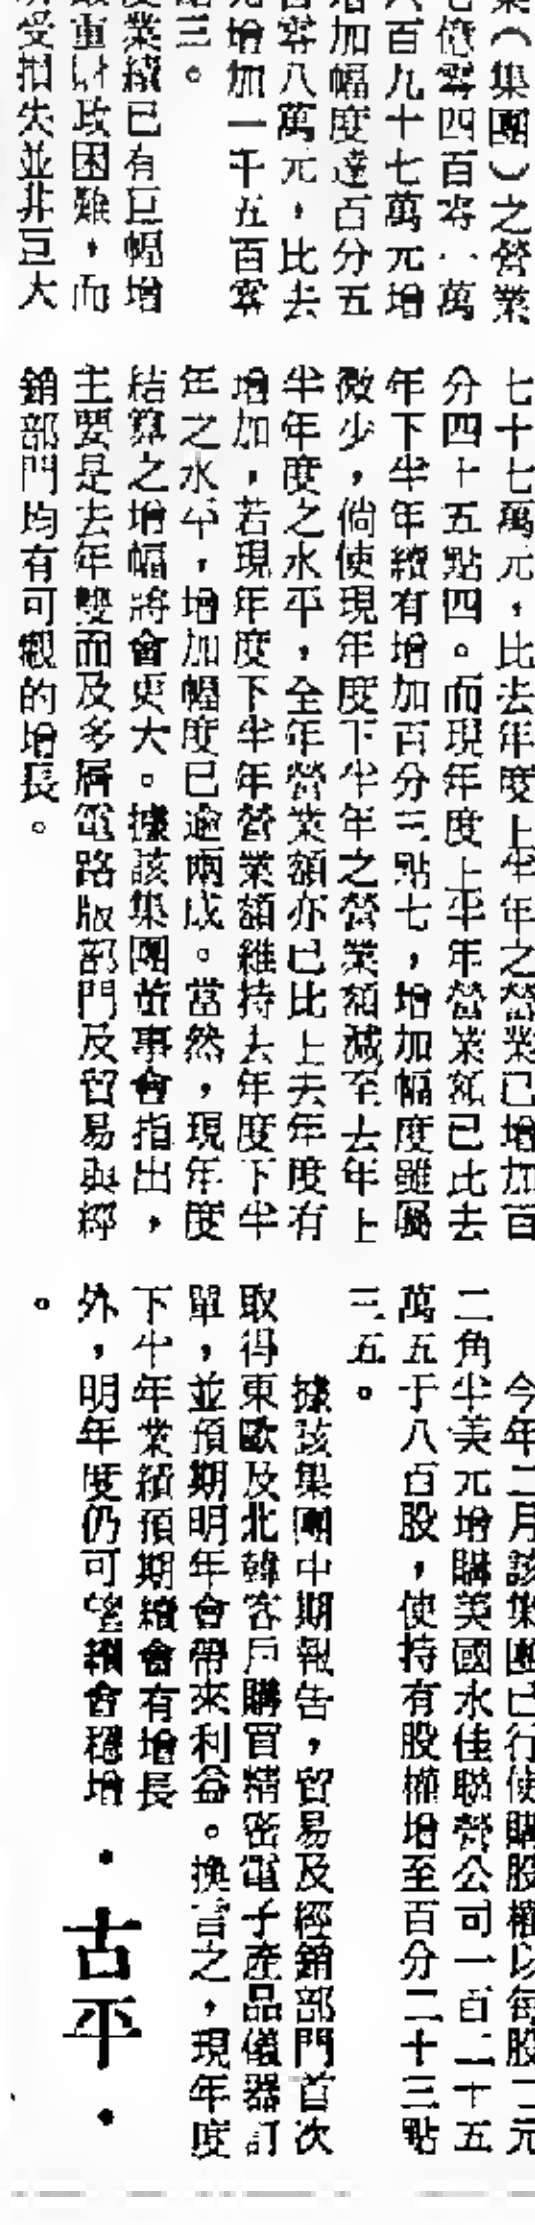 （集團）之營業
億零四百零一萬
百九十七萬元增
加幅度達百分五
零八萬元，比去
增加一千五百零
三。
業績已有巨幅增
重財政困難，而
受損失並非巨大
七十七萬元，比去年度上半年之營業已增加百
分四十五點四。而現年度上半年營業額已比去
年下半年續有增加百分三點七，增加幅度雖屬
微少，倘使現年度下半年之營業額減至去年上
半年度之水平，全年營業額亦已比上去年度有
增加，若現年度下半年營業額維持去年度下半
年之水平，增加幅度已逾兩成。當然，現年度
結算之增幅將會更大。據該集團董事會指出，
主要是去年雙面及多層電路版部門及貿易與經
銷部門均有可觀的增長。
今年二月該集團已行使購股權以每股二元
二角半美元增購美國永佳聯營公司一百二十五
萬五千八百股，使持有股權增至百分二十三點
三五。
據該集團中期報告，貿易及經銷部門首次
取得東歐及北韓客戶購買精密電子產品儀器訂
單，並預期明年會帶來利益。換言之，現年度
下半年業績預期續會有增長
外，明年度仍可望續會穩增
。
·古平·